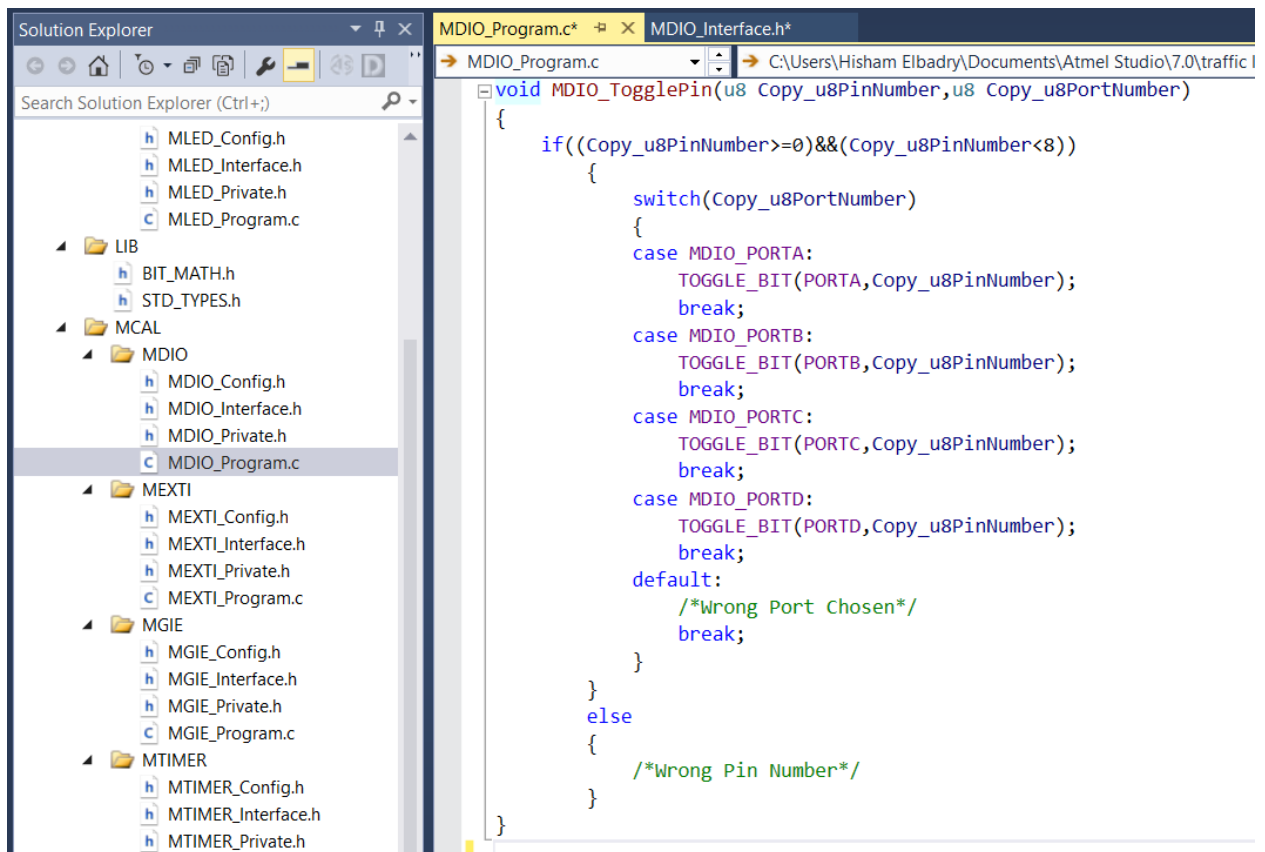 Solution Explorer
Search Solution Explorer (Ctrl+;)
MLED_Config.h
MLED_Interface.h
MLED_Private.h
MLED_Program.c
LIB
BIT_MATH.h
STD_TYPES.h
MCAL
MDIO
MDIO_Config.h
MDIO_Interface.h
MDIO_Private.h
MDIO_Program.c
MEXTI
MEXTI_Config.h
MEXTI_Interface.h
MEXTI_Private.h
MEXTI_Program.c
MGIE
MGIE_Config.h
MGIE_Interface.h
MGIE_Private.h
MGIE_Program.c
MTIMER
MTIMER_Config.h
MTIMER_Interface.h
MTIMER_Private.h
MDIO_Program.c* MDIO_Interface.h*
MDIO_Program.c C:\Users\Hisham Elbadry\Documents\Atmel Studio\7.0\traffic l
void MDIO_TogglePin(u8 Copy_u8PinNumber,u8 Copy_u8PortNumber)
{
if((Copy_u8PinNumber>=0)&&(Copy_u8PinNumber<8))
{
switch(Copy_u8PortNumber)
{
case MDIO_PORTA:
TOGGLE_BIT(PORTA,Copy_u8PinNumber);
break;
case MDIO_PORTB:
TOGGLE_BIT(PORTB,Copy_u8PinNumber);
break;
case MDIO_PORTC:
TOGGLE_BIT(PORTC,Copy_u8PinNumber);
break;
case MDIO_PORTD:
TOGGLE_BIT(PORTD,Copy_u8PinNumber);
break;
default:
/*Wrong Port Chosen*/
break;
}
}
else
{
/*Wrong Pin Number*/
}
}